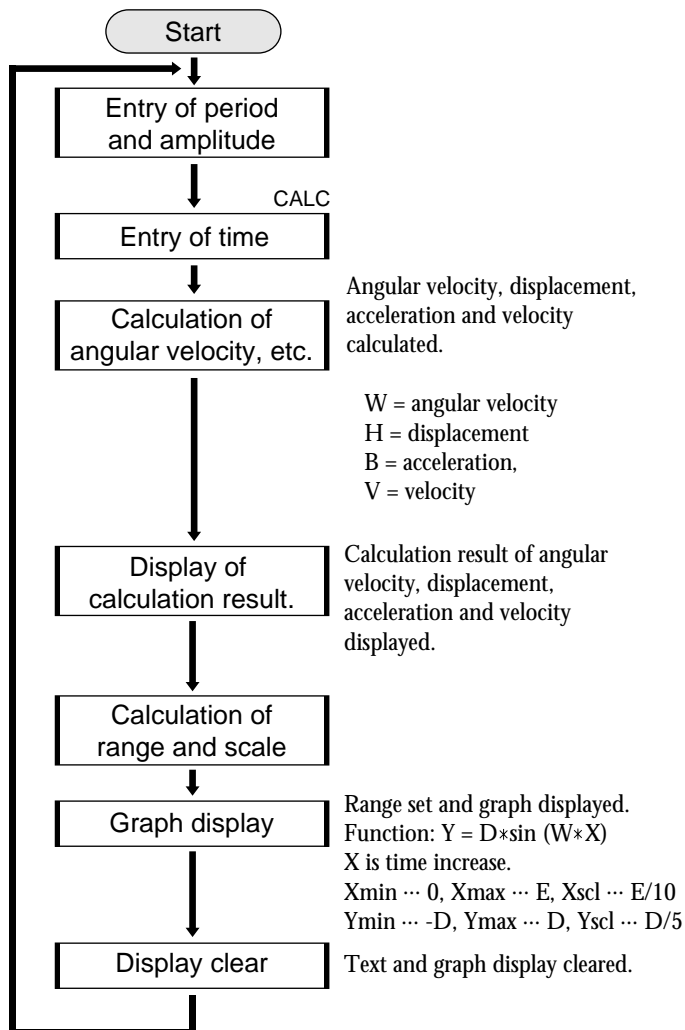 Start
Entry of period
and amplitude
CALC
Entry of time
Calculation of
angular velocity, etc.
Angular velocity, displacement,
acceleration and velocity
calculated.
W = angular velocity
H = displacement
B = acceleration,
V = velocity
Display of
calculation result.
Calculation result of angular
velocity, displacement,
acceleration and velocity
displayed.
Calculation of
range and scale
Graph display
Range set and graph displayed.
Function: Y = D∗sin (W∗X)
X is time increase.
Xmin ··· 0, Xmax ··· E, Xscl ··· E/10
Ymin ··· -D, Ymax ··· D, Yscl ··· D/5
Display clear
Text and graph display cleared.